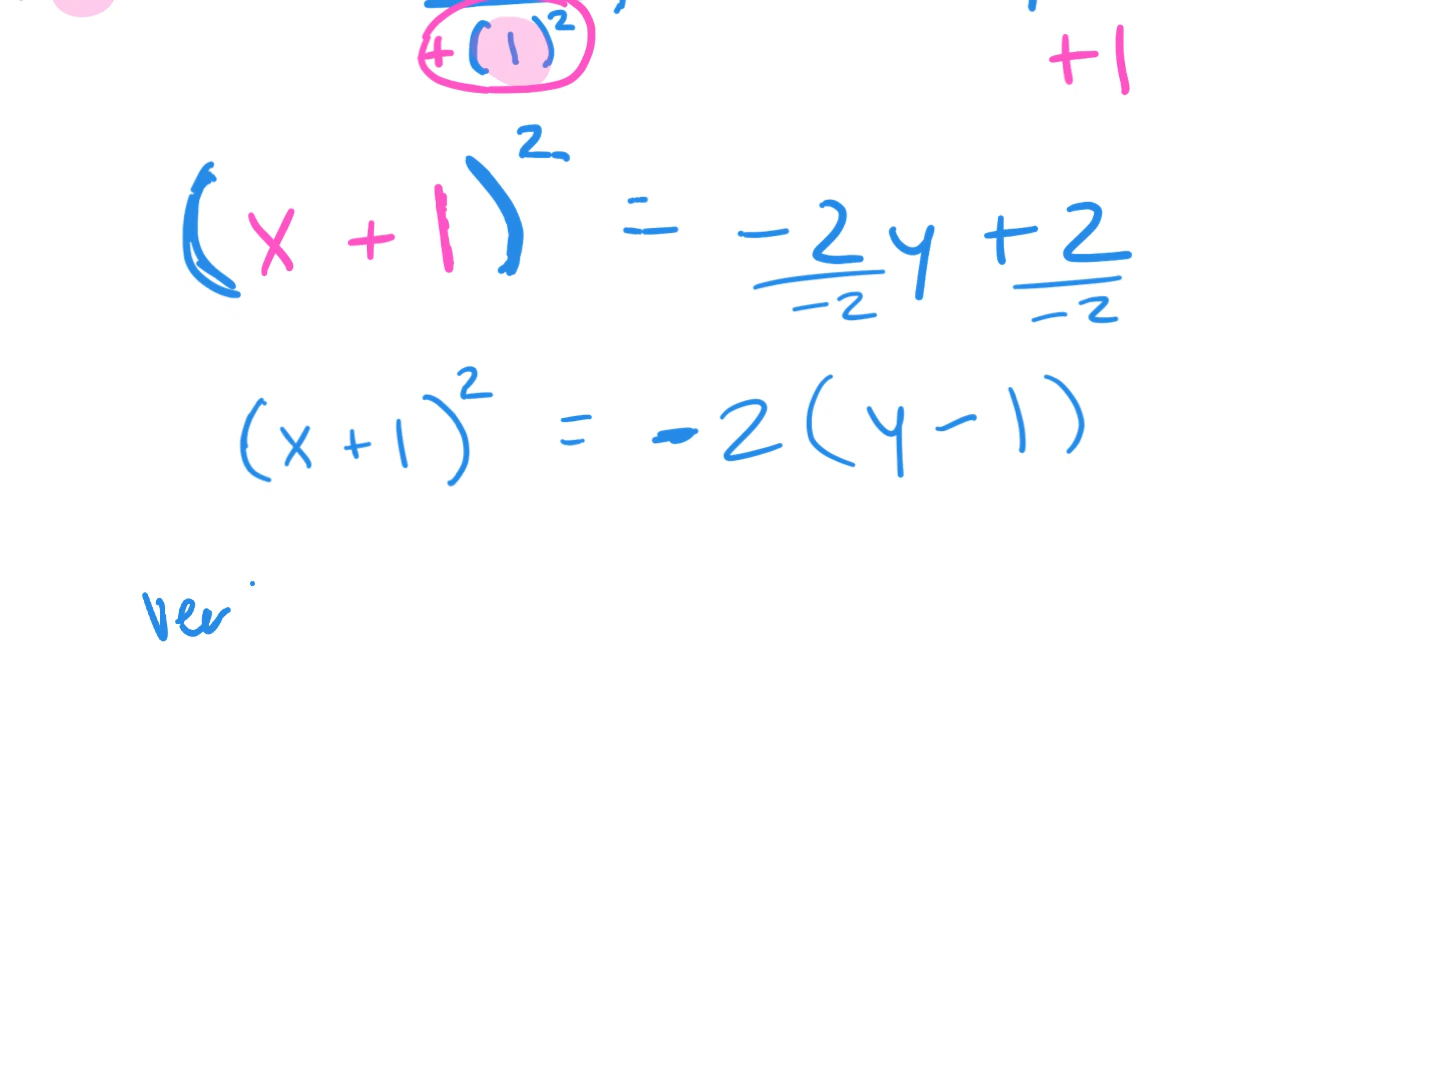 + (1)² +1
(x + 1)² = -2y + 2
-2 -2
(x + 1)² = -2(y - 1)
Ver